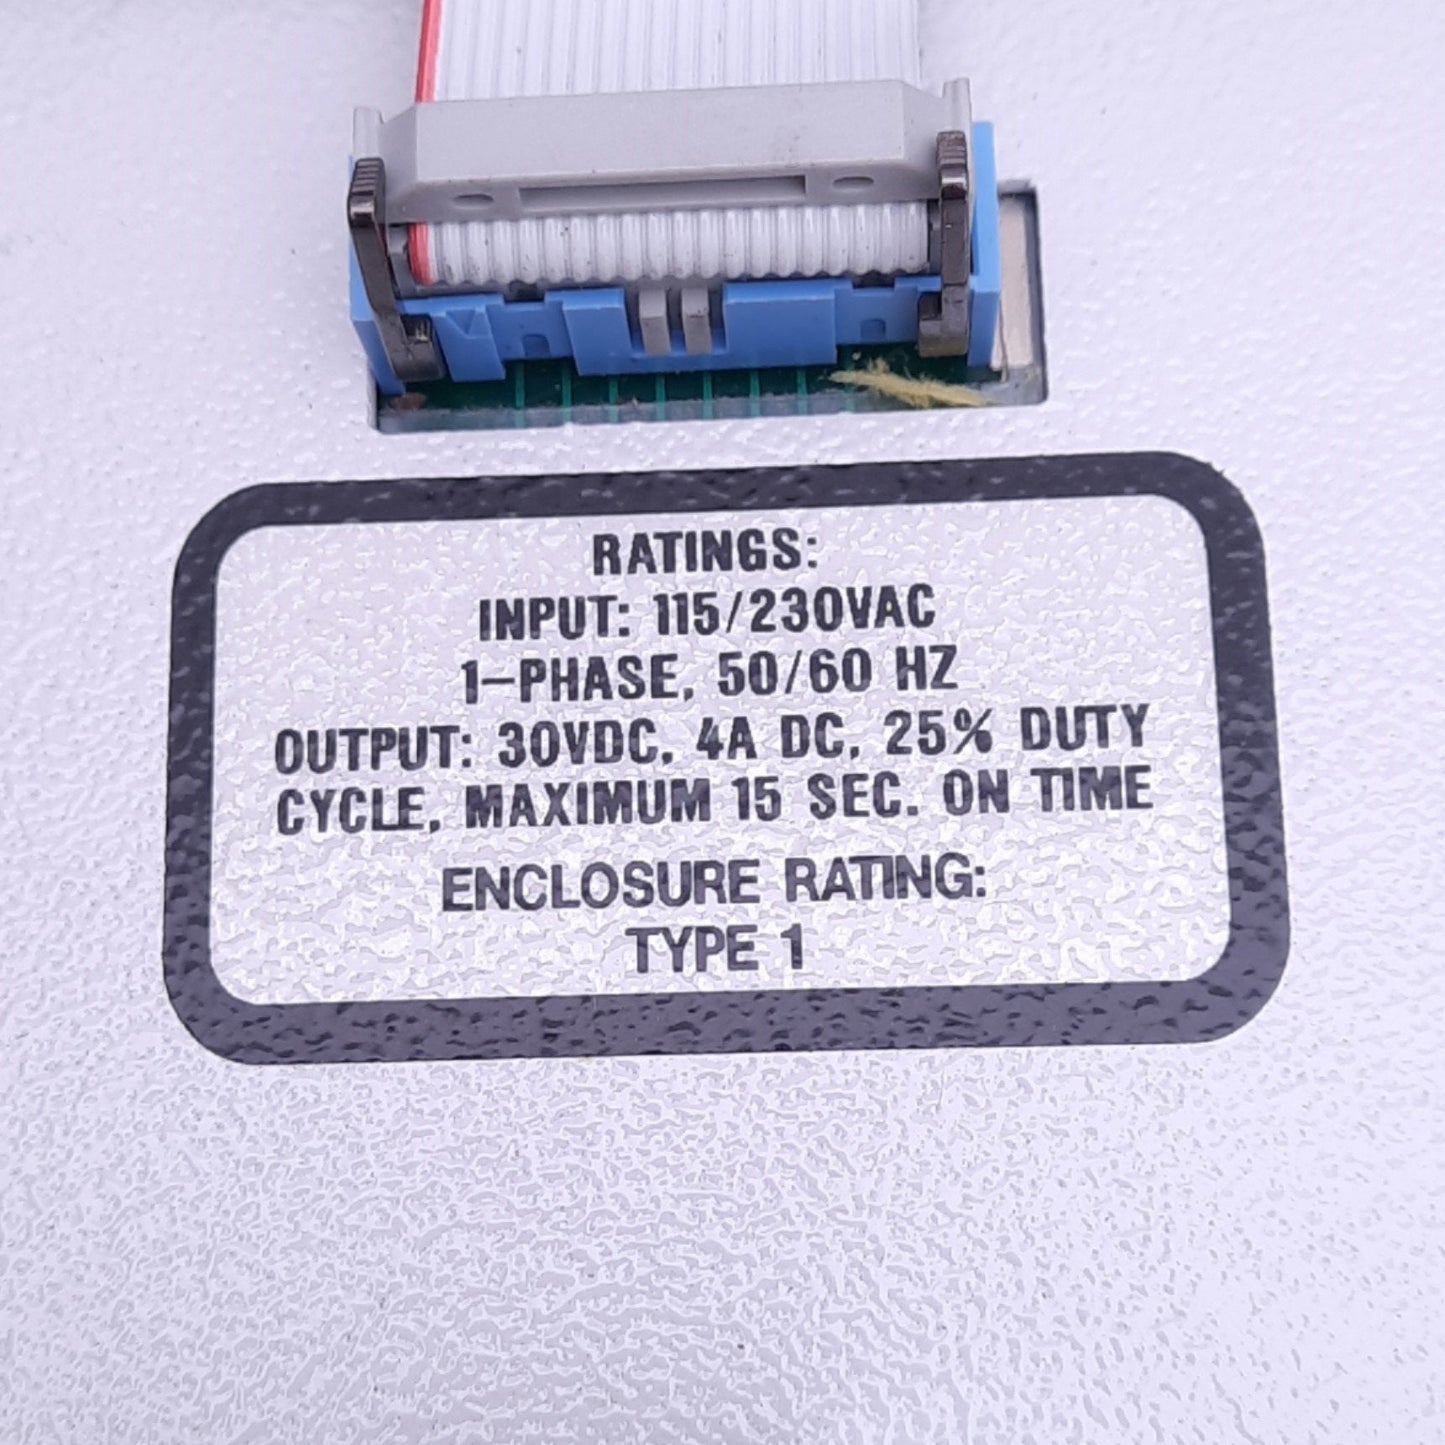 RATINGS:
INPUT: 115/230VAC
1-PHASE, 50/60 HZ
OUTPUT: 30VDC, 4A DC, 25% DUTY
CYCLE, MAXIMUM 15 SEC. ON TIME
ENCLOSURE RATING:
TYPE 1